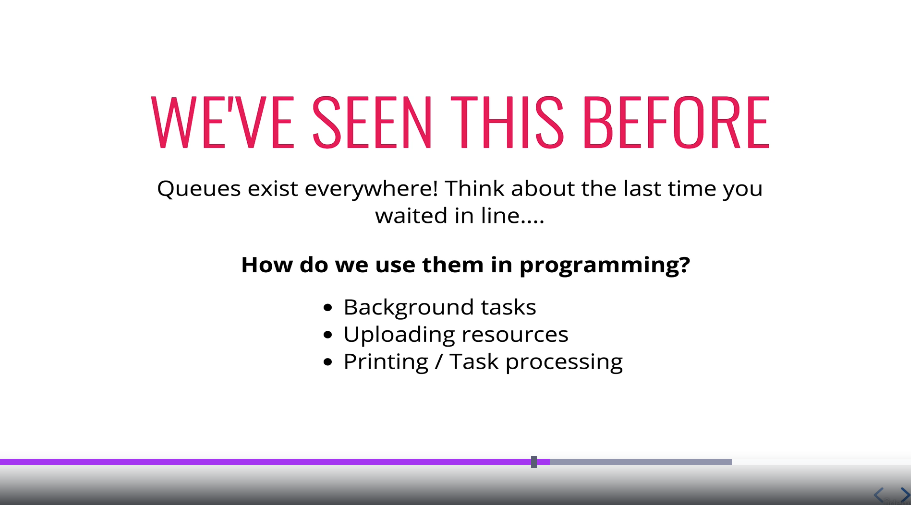 WE'VE SEEN THIS BEFORE
Queues exist everywhere! Think about the last time you
waited in line....
How do we use them in programming?
• Background tasks
• Uploading resources
• Printing / Task processing